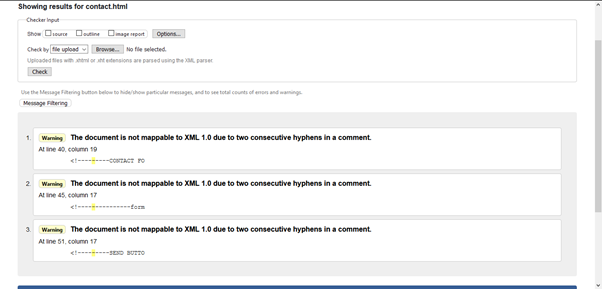 Showing results for contact.html
Checker Input
Show source outline image report Options...
Check by file upload Browse... No file selected.
Uploaded files with .xhtml or .xht extensions are parsed using the XML parser.
Check
Use the Message Filtering button below to hide/show particular messages, and to see total counts of errors and warnings.
Message Filtering
1. Warning The document is not mappable to XML 1.0 due to two consecutive hyphens in a comment.
At line 40, column 19
<!---------CONTACT FO
2. Warning The document is not mappable to XML 1.0 due to two consecutive hyphens in a comment.
At line 45, column 17
<!---------------form
3. Warning The document is not mappable to XML 1.0 due to two consecutive hyphens in a comment.
At line 51, column 17
<!---------SEND BUTTO